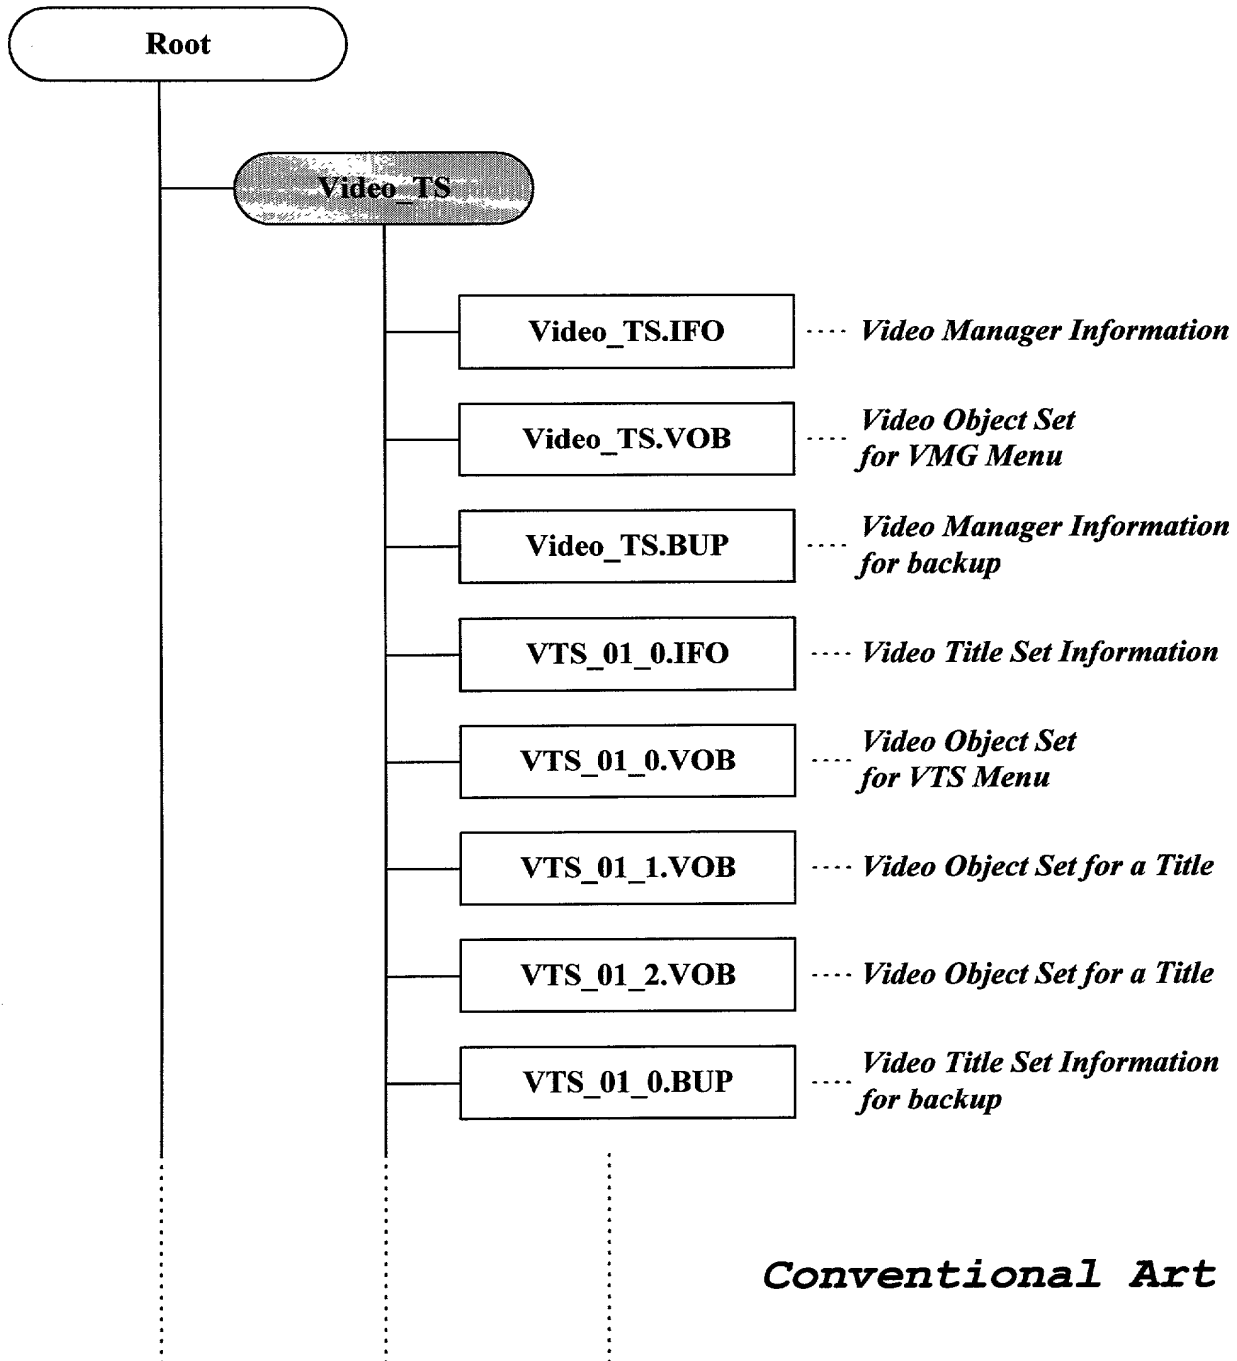 Root
Video_TS
Video_TS.IFO
Video Manager Information
Video_TS.VOB
Video Object Set
for VMG Menu
Video_TS.BUP
Video Manager Information
for backup
VTS_01_0.IFO
Video Title Set Information
VTS_01_0.VOB
Video Object Set
for VTS Menu
VTS_01_1.VOB
Video Object Set for a Title
VTS_01_2.VOB
Video Object Set for a Title
VTS_01_0.BUP
Video Title Set Information
for backup
Conventional Art